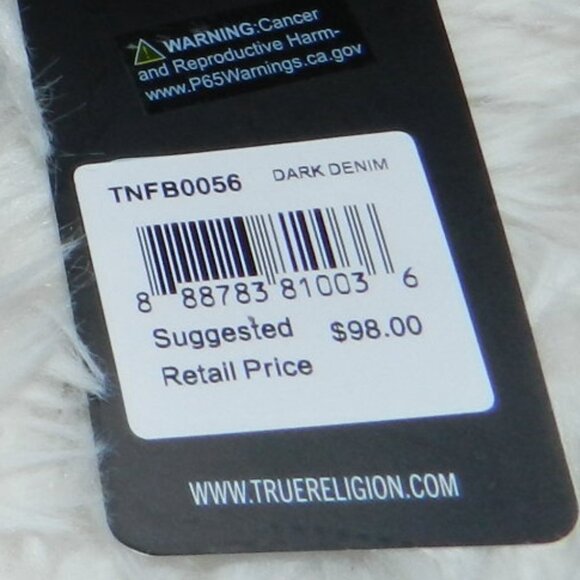 WARNING:Cancer
and Reproductive Harm-
www.P65Warnings.ca.gov
TNFB0056 DARK DENIM
8 88783 81003 6
Suggested $98.00
Retail Price
WWW.TRUERELIGION.COM